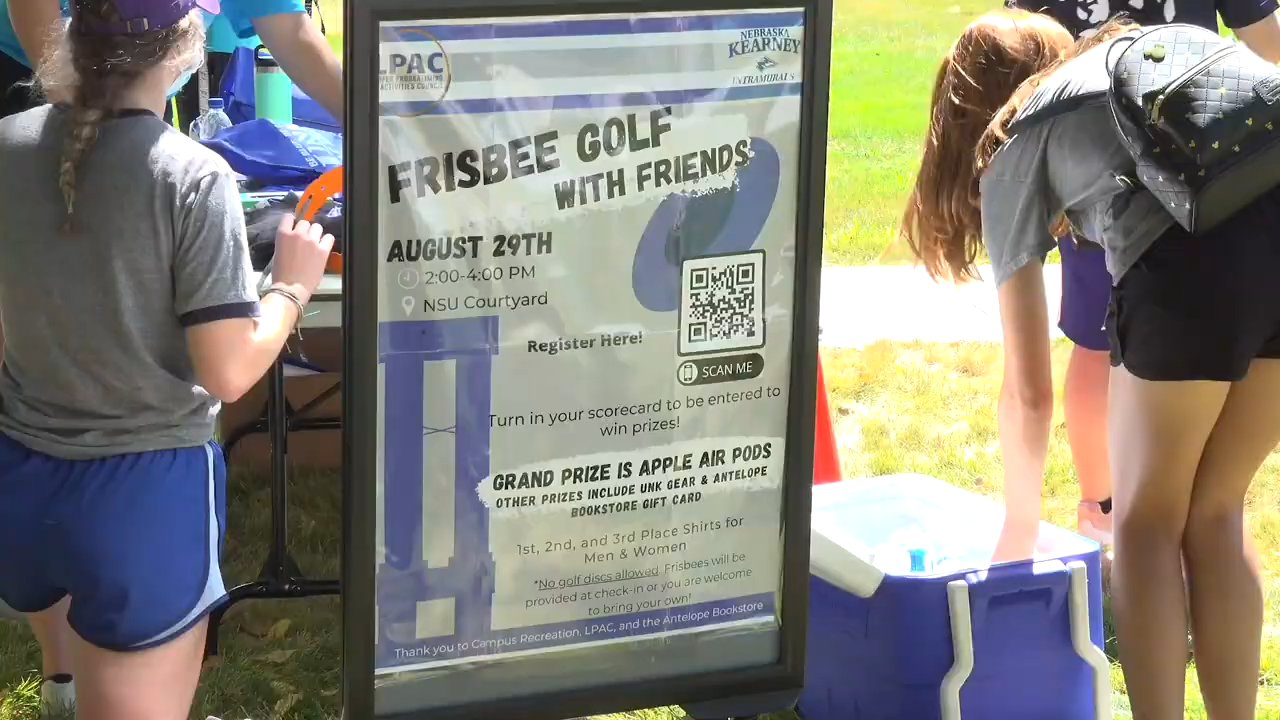 LPAC
LOPER PROGRAMMING
& ACTIVITIES COUNCIL
NEBRASKA
KEARNEY
INTRAMURALS
FRISBEE GOLF
WITH FRIENDS
AUGUST 29TH
2:00-4:00 PM
NSU Courtyard
Register Here!
SCAN ME
Turn in your scorecard to be entered to
win prizes!
GRAND PRIZE IS APPLE AIR PODS
OTHER PRIZES INCLUDE UNK GEAR & ANTELOPE
BOOKSTORE GIFT CARD
1st, 2nd, and 3rd Place Shirts for
Men & Women
*No golf discs allowed. Frisbees will be
provided at check-in or you are welcome
to bring your own!
Thank you to Campus Recreation, LPAC, and the Antelope Bookstore